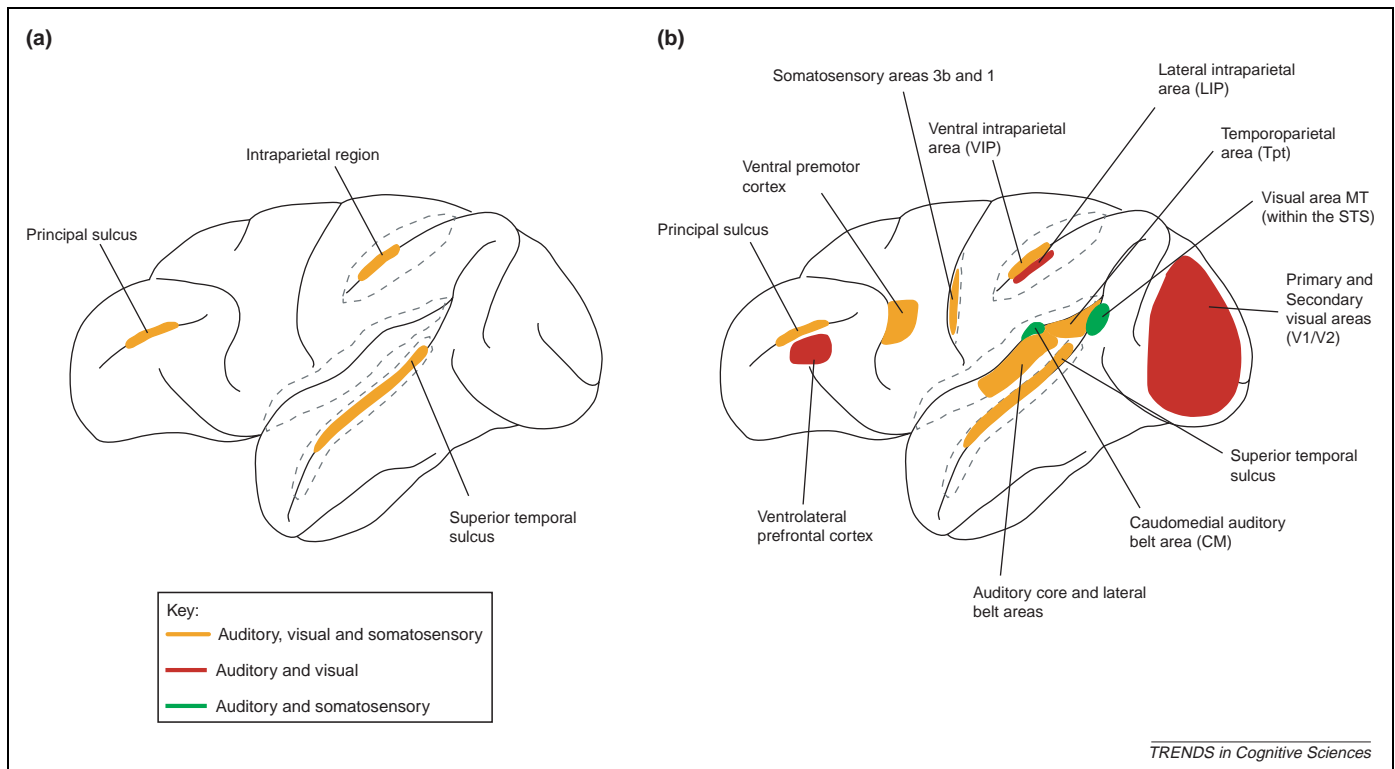 (a)
Intraparietal region
Principal sulcus
Superior temporal
sulcus
Key:
Auditory, visual and somatosensory
Auditory and visual
Auditory and somatosensory
(b)
Somatosensory areas 3b and 1
Lateral intraparietal
area (LIP)
Ventral intraparietal
area (VIP)
Temporoparietal
area (Tpt)
Ventral premotor
cortex
Visual area MT
(within the STS)
Principal sulcus
Primary and
Secondary
visual areas
(V1/V2)
Superior temporal
sulcus
Ventrolateral
prefrontal cortex
Caudomedial auditory
belt area (CM)
Auditory core and lateral
belt areas
TRENDS in Cognitive Sciences